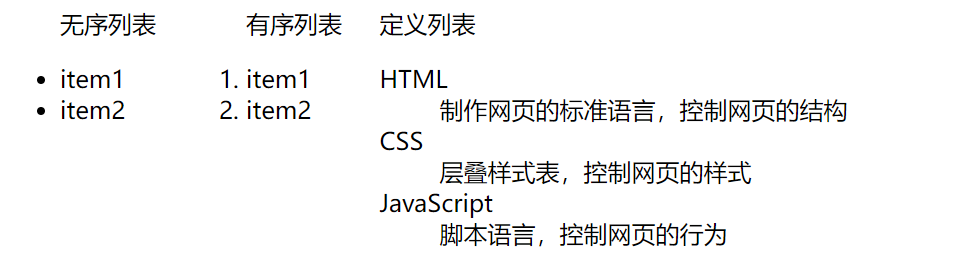 无序列表
• item1
• item2
有序列表
1. item1
2. item2
定义列表
HTML
制作网页的标准语言，控制网页的结构
CSS
层叠样式表，控制网页的样式
JavaScript
脚本语言，控制网页的行为